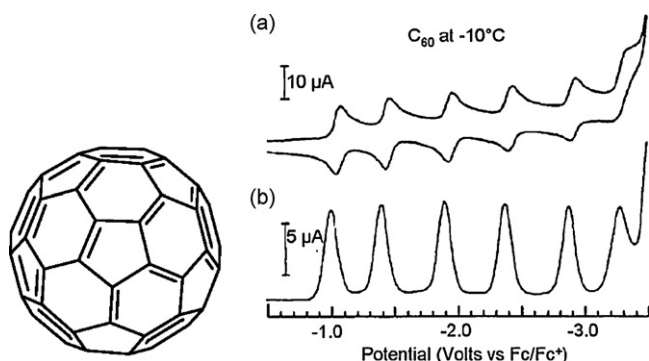 (a)
C₆₀ at -10°C
10 µA
(b)
5 µA
-1.0 -2.0 -3.0
Potential (Volts vs Fc/Fc⁺)